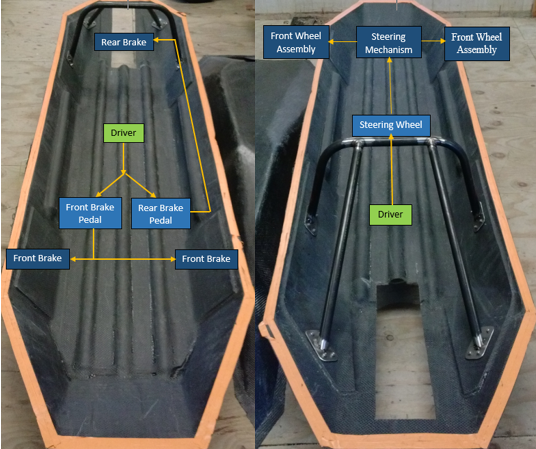 Rear Brake
Driver
Front Brake
Pedal
Rear Brake
Pedal
Front Brake
Front Brake
Front Wheel
Assembly
Steering
Mechanism
Front Wheel
Assembly
Steering Wheel
Driver